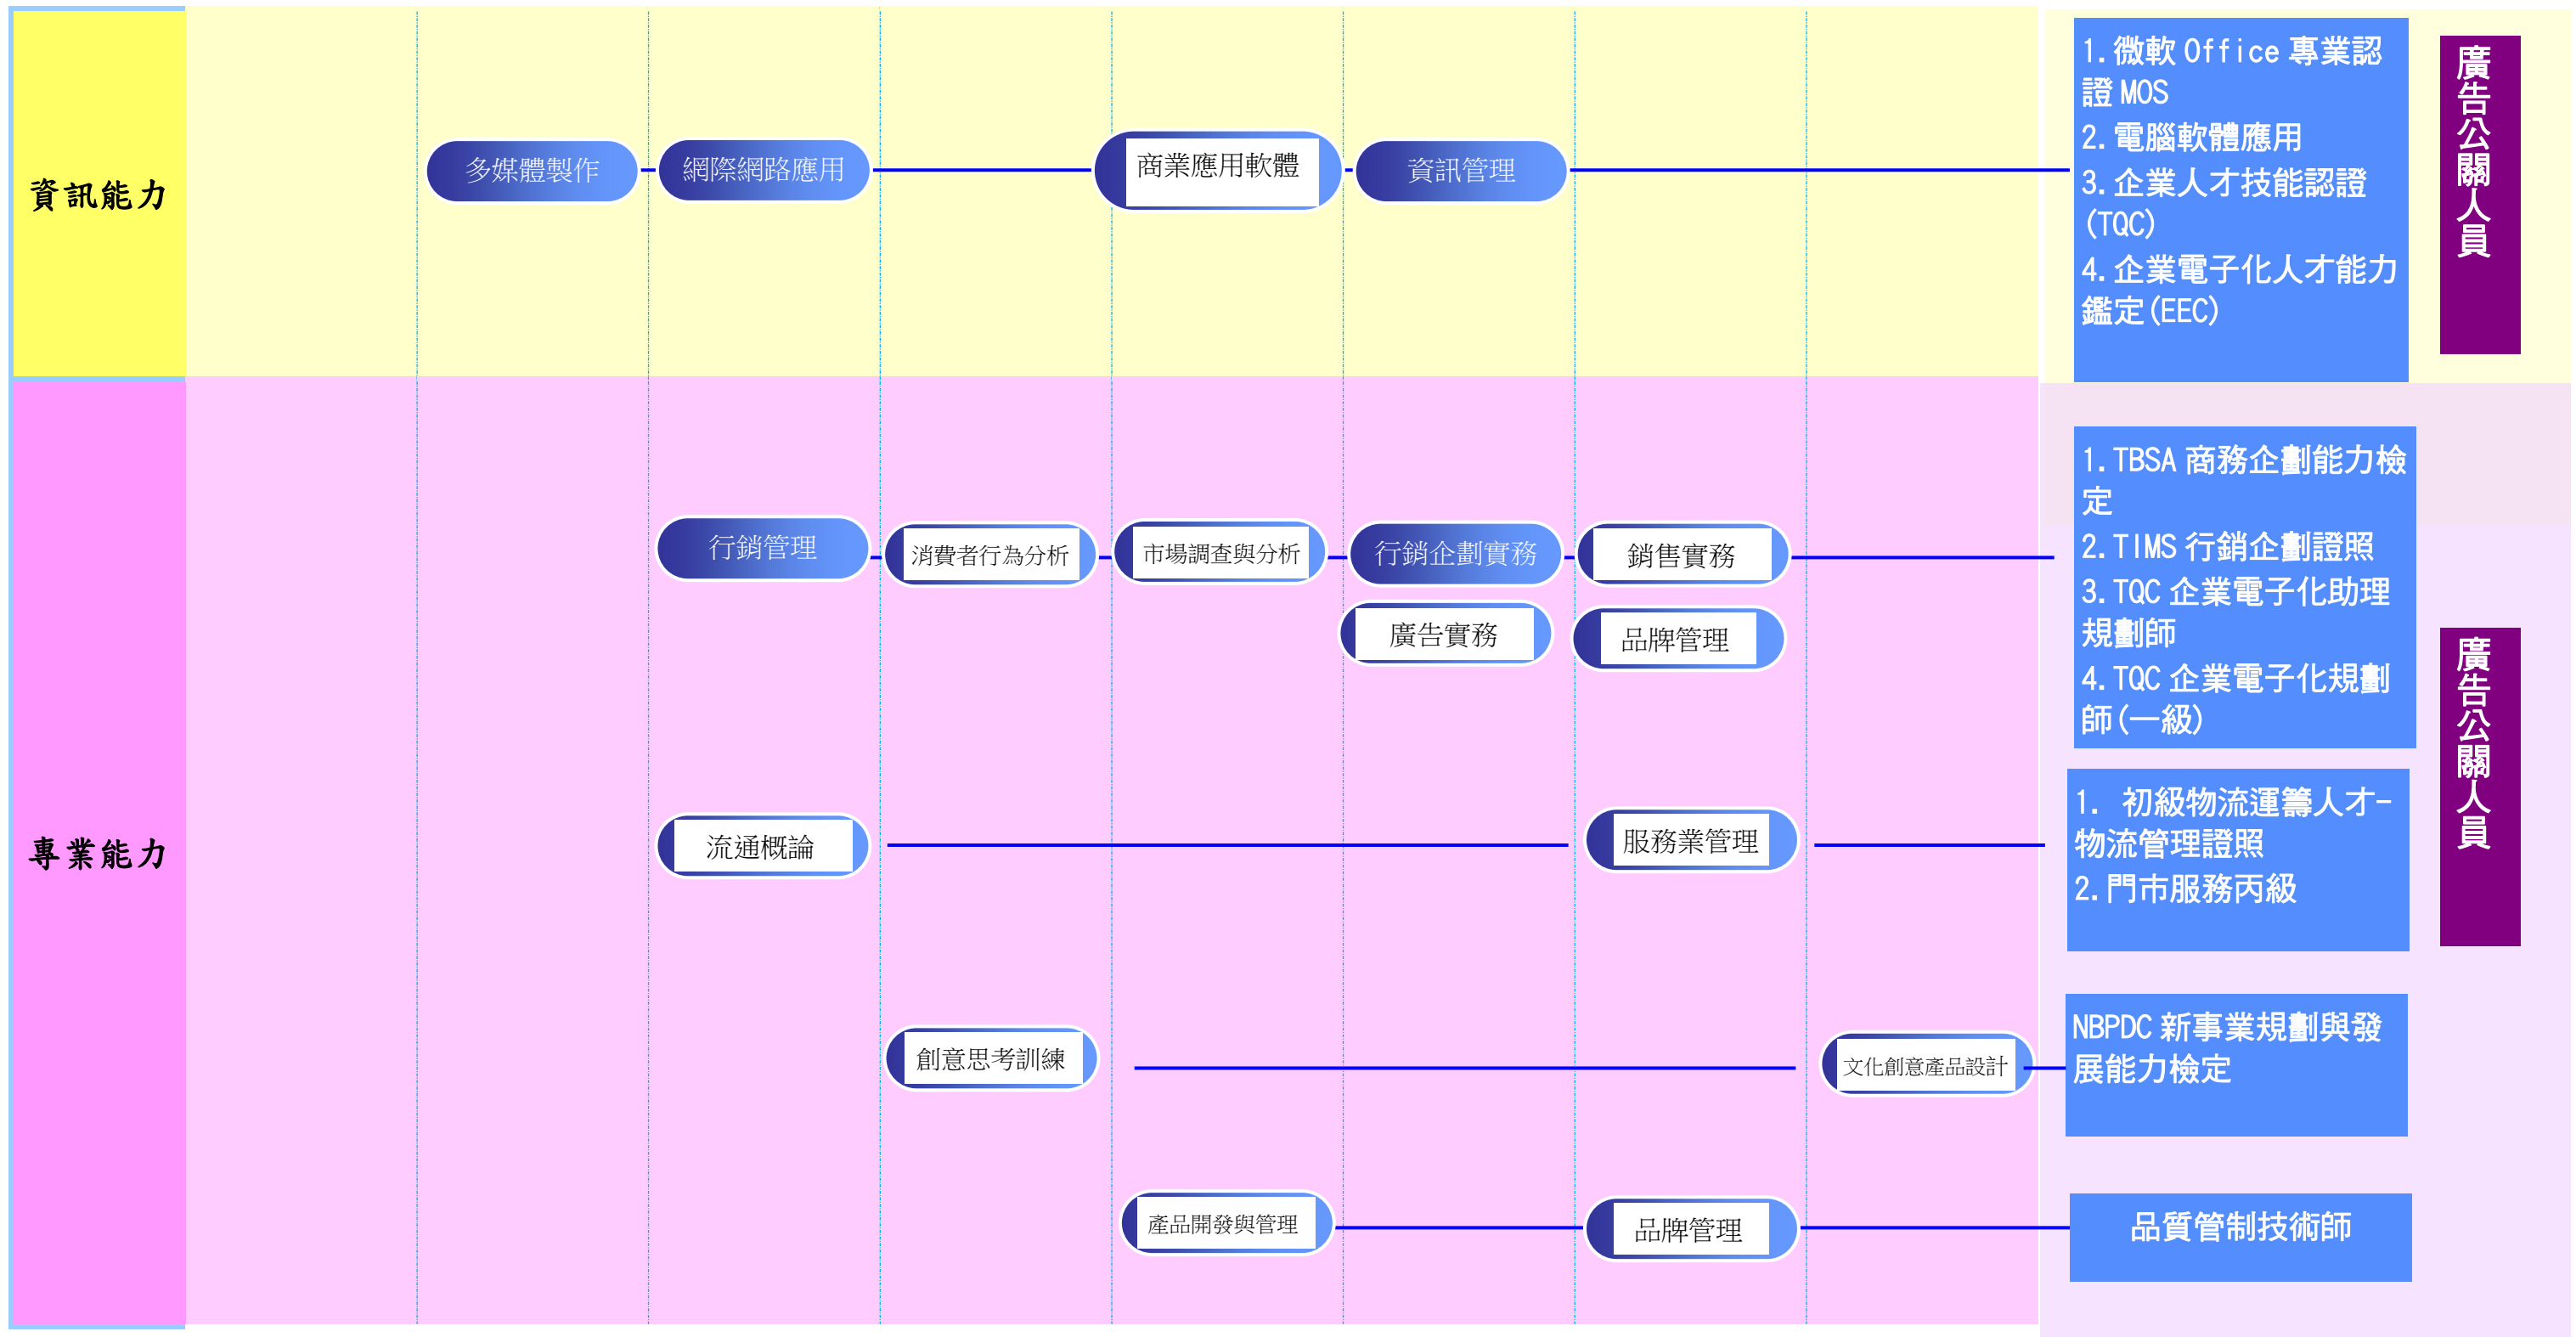 資訊能力
多媒體製作
網際網路應用
商業應用軟體
資訊管理
1.微軟 Office 專業認
證 MOS
2.電腦軟體應用
3.企業人才技能認證
(TQC)
4.企業電子化人才能力
鑑定(EEC)
廣告公關人員
專業能力
行銷管理
消費者行為分析
市場調查與分析
行銷企劃實務
銷售實務
廣告實務
品牌管理
1.TBSA 商務企劃能力檢
定
2.TIMS 行銷企劃證照
3.TQC 企業電子化助理
規劃師
4.TQC 企業電子化規劃
師(一級)
廣告公關人員
流通概論
服務業管理
1. 初級物流運籌人才-
物流管理證照
2.門市服務丙級
創意思考訓練
文化創意產品設計
NBPDC 新事業規劃與發
展能力檢定
產品開發與管理
品牌管理
品質管制技術師